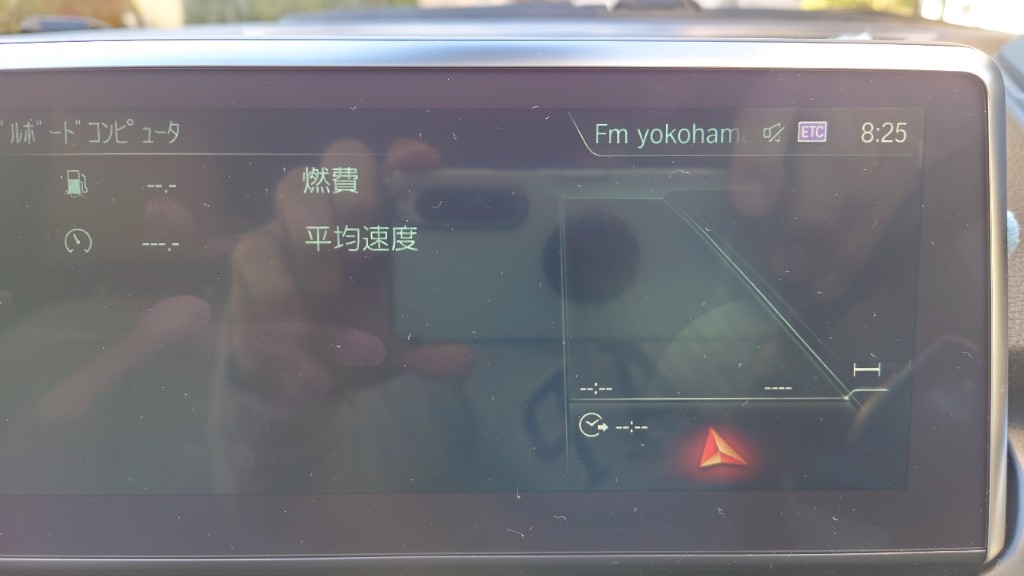 ﾙﾎﾞｰﾄﾞｺﾝﾋﾟｭｰﾀ
Fm yokoham ETC 8:25
--.- 燃費
---.- 平均速度
--:-- ----
--:--